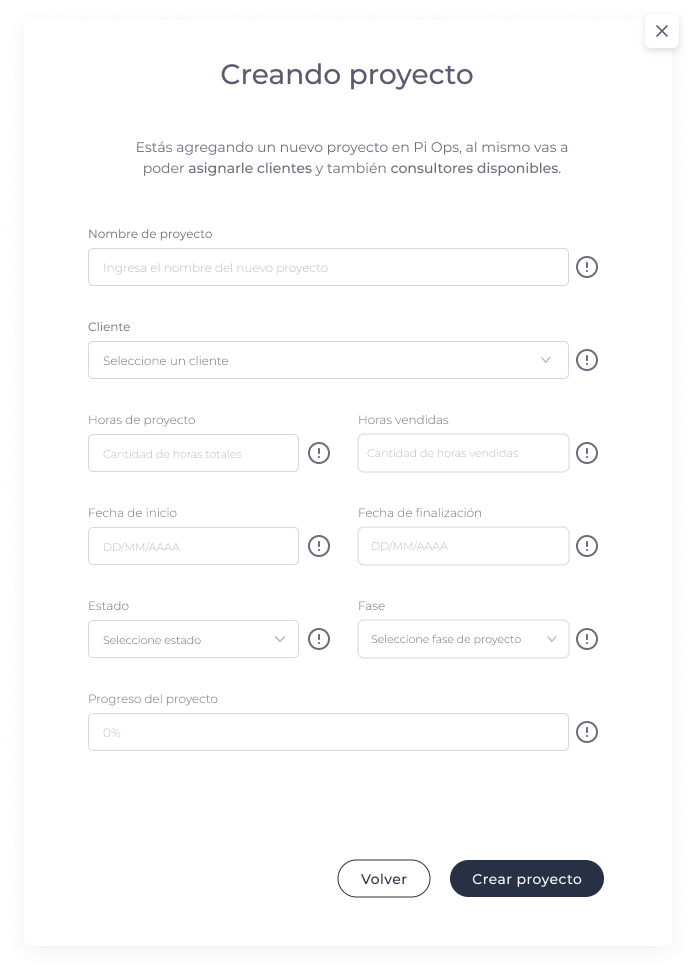 Creando proyecto
Estás agregando un nuevo proyecto en Pi Ops, al mismo vas a
poder asignarle clientes y también consultores disponibles.
Nombre de proyecto
Ingresa el nombre del nuevo proyecto
Cliente
Seleccione un cliente
Horas de proyecto
Horas vendidas
Cantidad de horas totales
Cantidad de horas vendidas
Fecha de inicio
Fecha de finalización
DD/MM/AAAA
DD/MM/AAAA
Estado
Fase
Seleccione estado
Seleccione fase de proyecto
Progreso del proyecto
0%
Volver
Crear proyecto